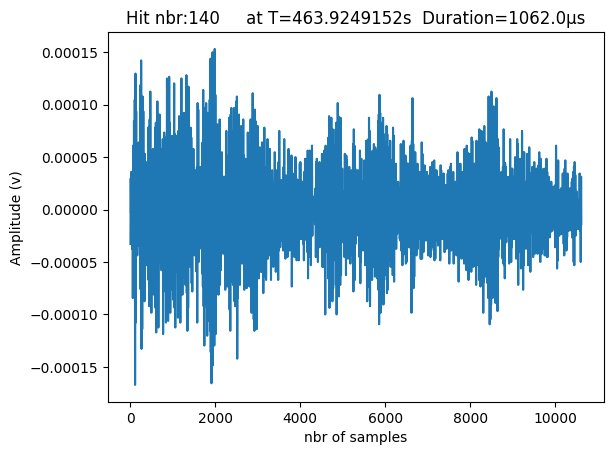 Hit nbr:140     at T=463.9249152s  Duration=1062.0µs
0.00015
0.00010
0.00005
0.00000
−0.00005
−0.00010
−0.00015
Amplitude (v)
0 2000 4000 6000 8000 10000
nbr of samples